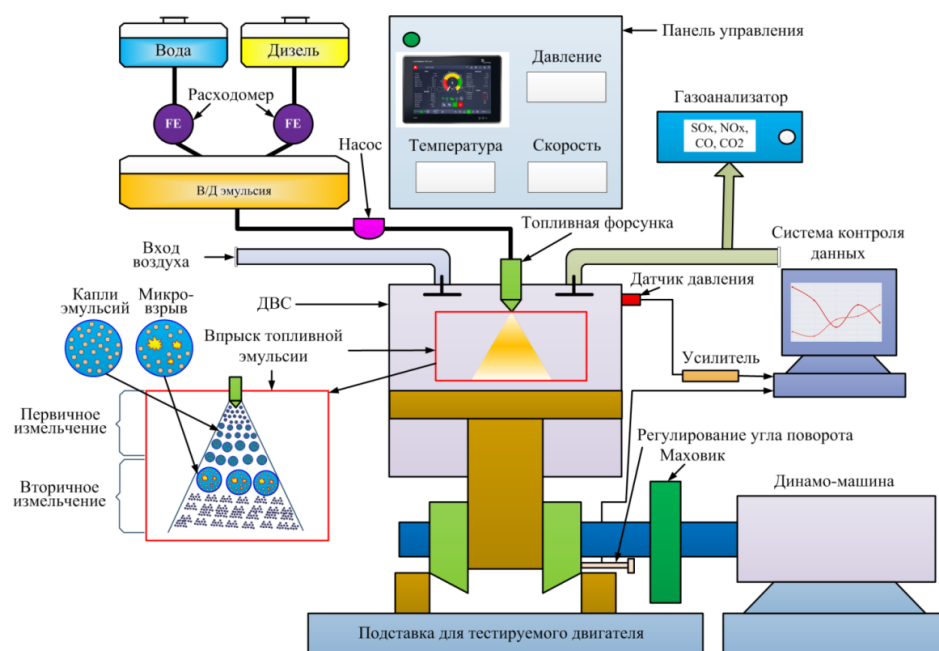 Вода
Дизель
Расходомер
FE
FE
В/Д эмульсия
Насос
Панель управления
Давление
Температура
Скорость
Газоанализатор
SOx, NOx,
CO, CO2
Топливная форсунка
Система контроля
данных
Вход
воздуха
Датчик давления
ДВС
Капли
эмульсий
Микро-
взрыв
Впрыск топливной
эмульсии
Усилитель
Первичное
измельчение
Вторичное
измельчение
Регулирование угла поворота
Маховик
Динамо-машина
Подставка для тестируемого двигателя